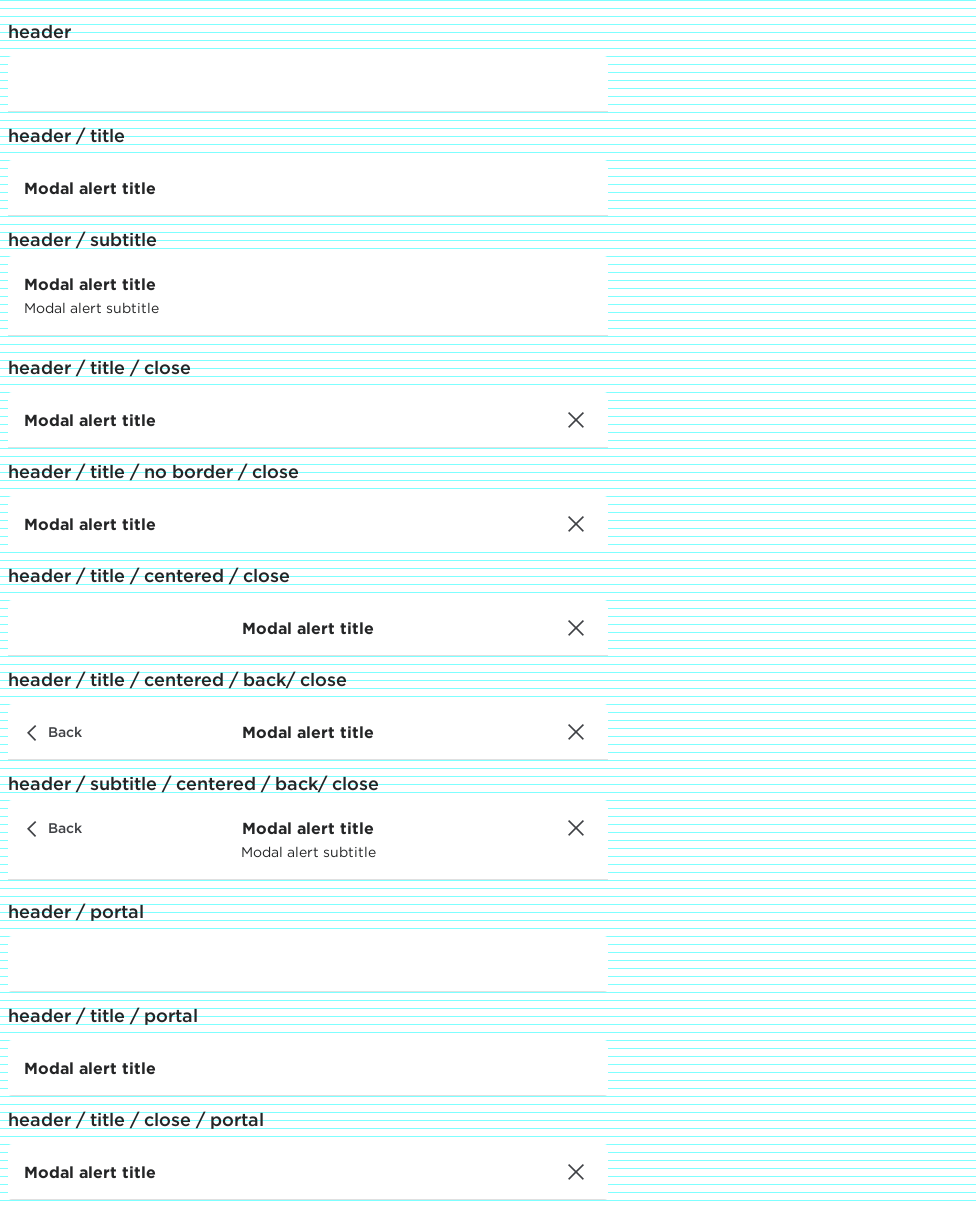 header
header / title
Modal alert title
header / subtitle
Modal alert title
Modal alert subtitle
header / title / close
Modal alert title
header / title / no border / close
Modal alert title
header / title / centered / close
Modal alert title
header / title / centered / back/ close
Back Modal alert title
header / subtitle / centered / back/ close
Back Modal alert title
Modal alert subtitle
header / portal
header / title / portal
Modal alert title
header / title / close / portal
Modal alert title